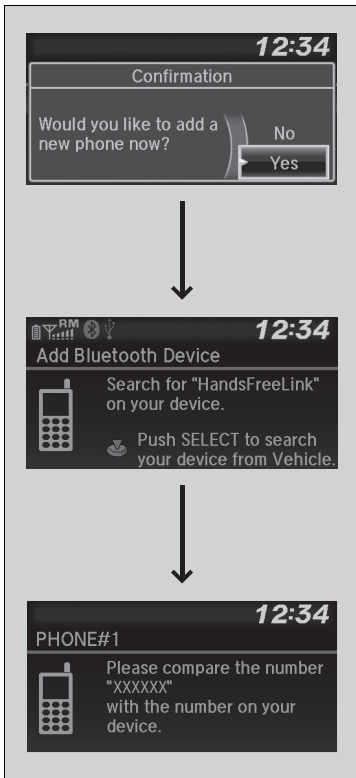 12:34
Confirmation
Would you like to add a
new phone now?
No
Yes
RM
12:34
Add Bluetooth Device
Search for "HandsFreeLink"
on your device.
Push SELECT to search
your device from Vehicle.
12:34
PHONE#1
Please compare the number
"XXXXXX"
with the number on your
device.